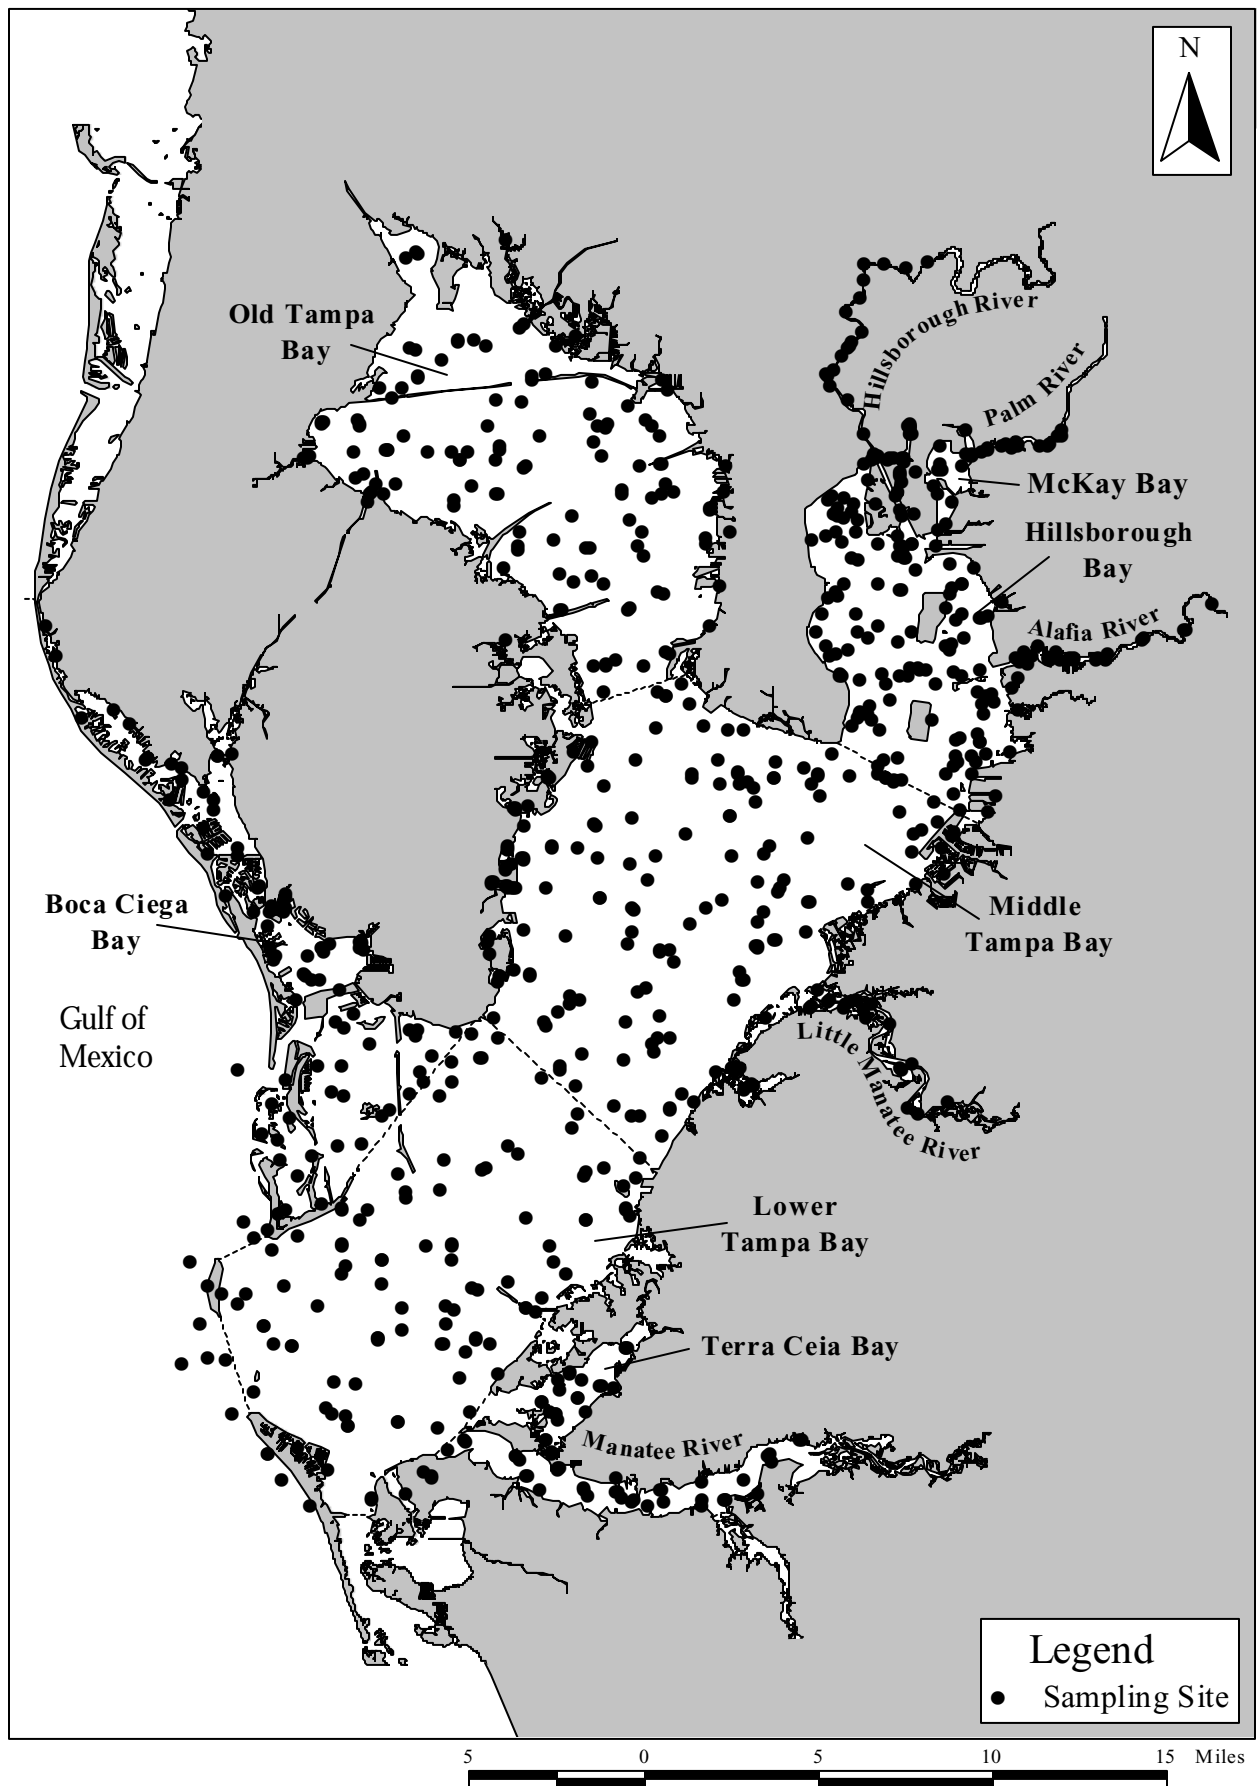 N
Old Tampa
Bay
Hillsborough River
Palm River
McKay Bay
Hillsborough
Bay
Alafia River
Boca Ciega
Bay
Middle
Tampa Bay
Gulf of
Mexico
Little Manatee River
Lower
Tampa Bay
Terra Ceia Bay
Manatee River
Legend
Sampling Site
5 0 5 10 15 Miles